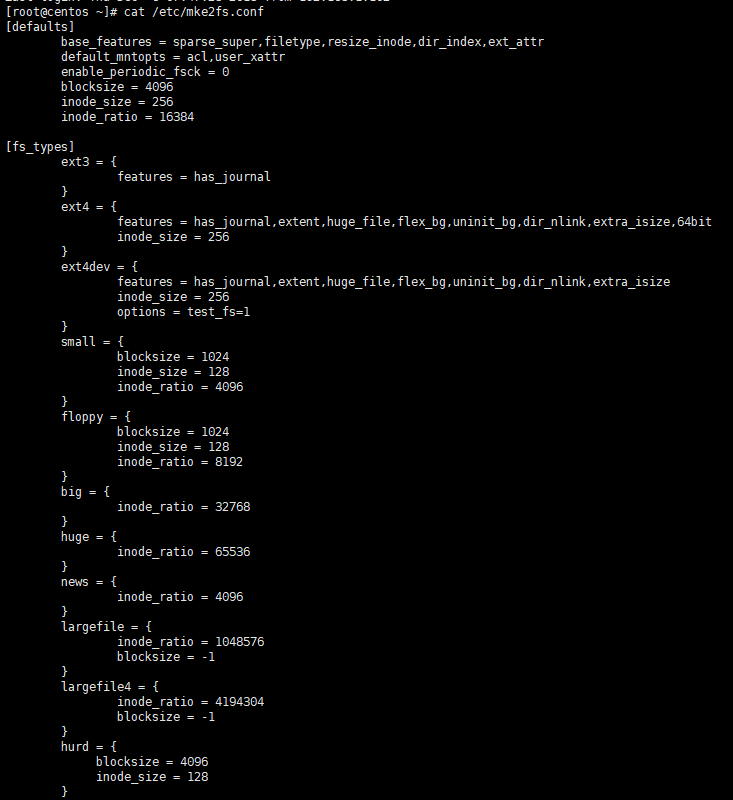 [root@centos ~]# cat /etc/mke2fs.conf
[defaults]
        base_features = sparse_super,filetype,resize_inode,dir_index,ext_attr
        default_mntopts = acl,user_xattr
        enable_periodic_fsck = 0
        blocksize = 4096
        inode_size = 256
        inode_ratio = 16384

[fs_types]
        ext3 = {
                features = has_journal
        }
        ext4 = {
                features = has_journal,extent,huge_file,flex_bg,uninit_bg,dir_nlink,extra_isize,64bit
                inode_size = 256
        }
        ext4dev = {
                features = has_journal,extent,huge_file,flex_bg,uninit_bg,dir_nlink,extra_isize
                inode_size = 256
                options = test_fs=1
        }
        small = {
                blocksize = 1024
                inode_size = 128
                inode_ratio = 4096
        }
        floppy = {
                blocksize = 1024
                inode_size = 128
                inode_ratio = 8192
        }
        big = {
                inode_ratio = 32768
        }
        huge = {
                inode_ratio = 65536
        }
        news = {
                inode_ratio = 4096
        }
        largefile = {
                inode_ratio = 1048576
                blocksize = -1
        }
        largefile4 = {
                inode_ratio = 4194304
                blocksize = -1
        }
        hurd = {
             blocksize = 4096
             inode_size = 128
        }